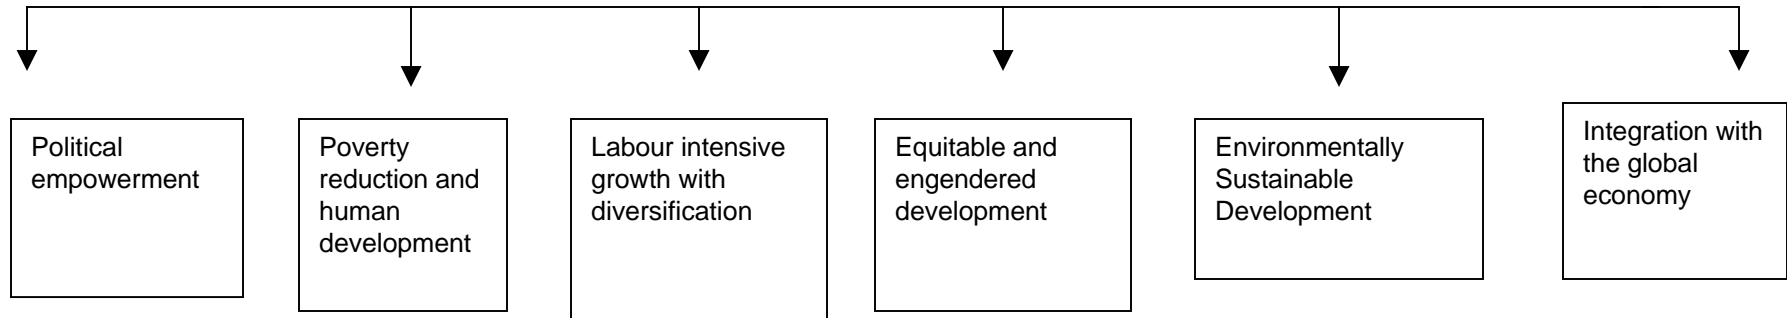 Political
empowerment
Poverty
reduction and
human
development
Labour intensive
growth with
diversification
Equitable and
engendered
development
Environmentally
Sustainable
Development
Integration with
the global
economy